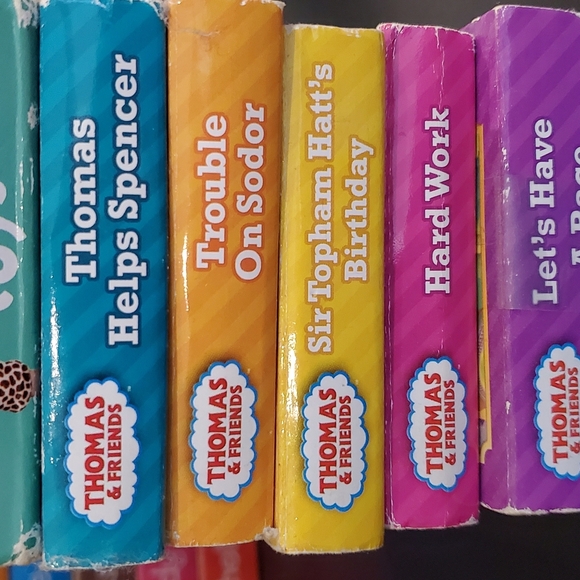 Thomas
Helps Spencer
THOMAS
& FRIENDS
Trouble
On Sodor
THOMAS
& FRIENDS
Sir Topham Hatt's
Birthday
THOMAS
& FRIENDS
Hard Work
THOMAS
& FRIENDS
Let's Have
THOMAS
& FRIENDS